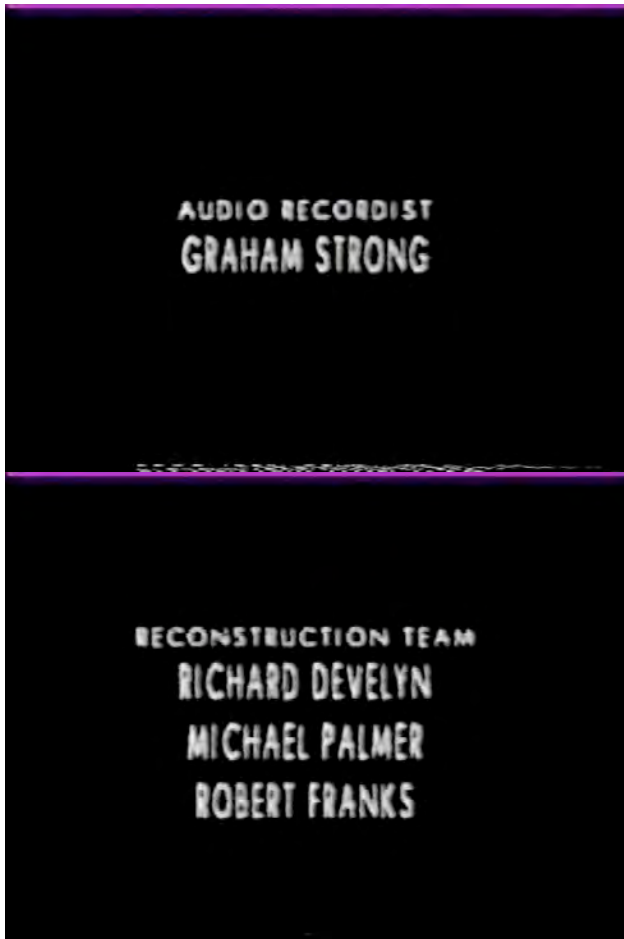 AUDIO RECORDIST
GRAHAM STRONG
RECONSTRUCTION TEAM
RICHARD DEVELYN
MICHAEL PALMER
ROBERT FRANKS